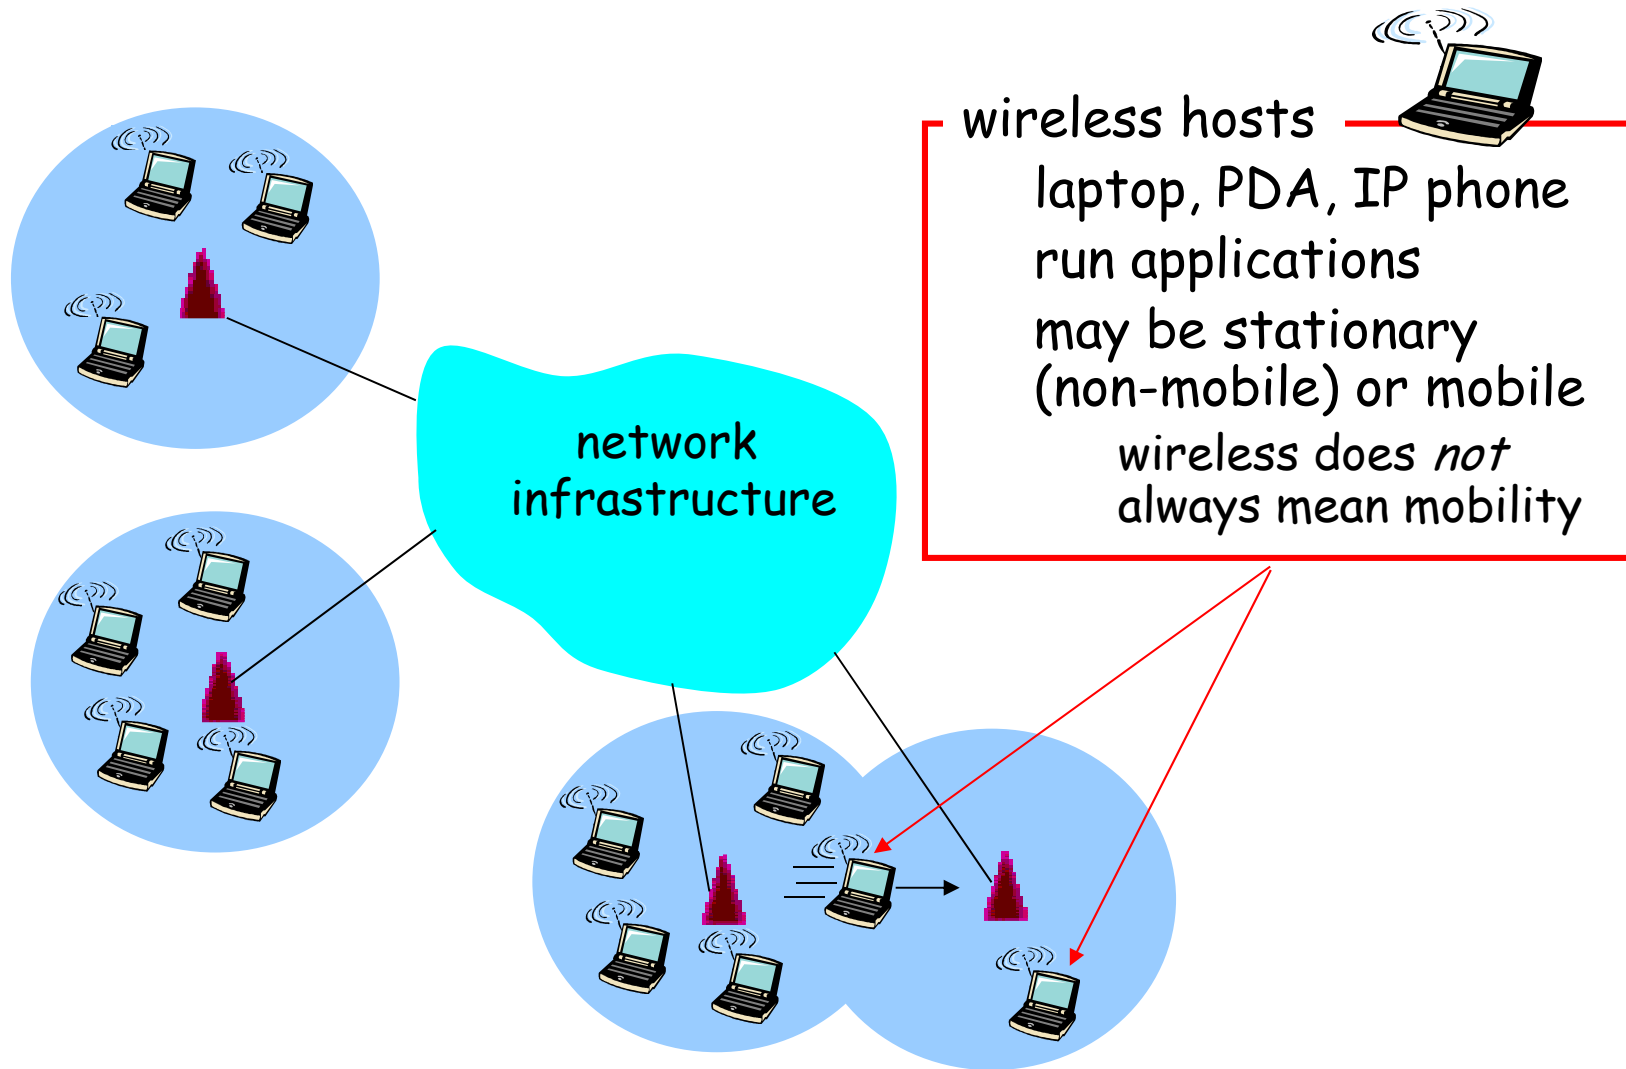 wireless hosts
laptop, PDA, IP phone
run applications
may be stationary
(non-mobile) or mobile
wireless does not
always mean mobility
network
infrastructure